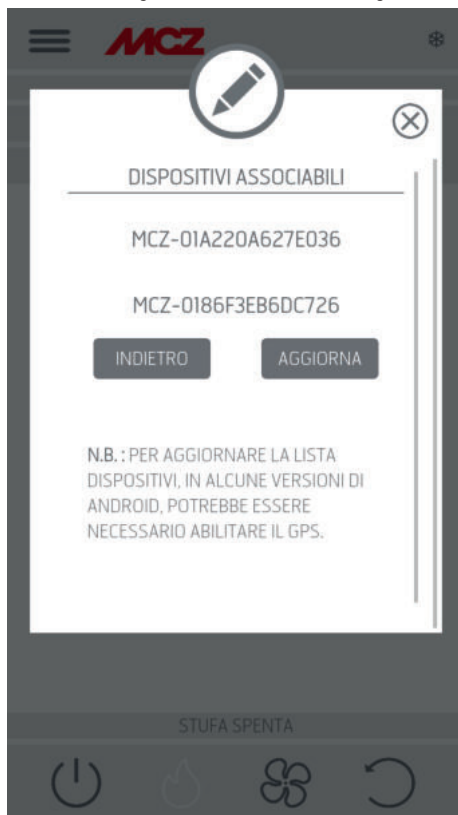 MCZ
DISPOSITIVI ASSOCIABILI
MCZ-01A220A627E036
MCZ-0186F3EB6DC726
INDIETRO
AGGIORNA
N.B. : PER AGGIORNARE LA LISTA
DISPOSITIVI, IN ALCUNE VERSIONI DI
ANDROID, POTREBBE ESSERE
NECESSARIO ABILITARE IL GPS.
STUFA SPENTA